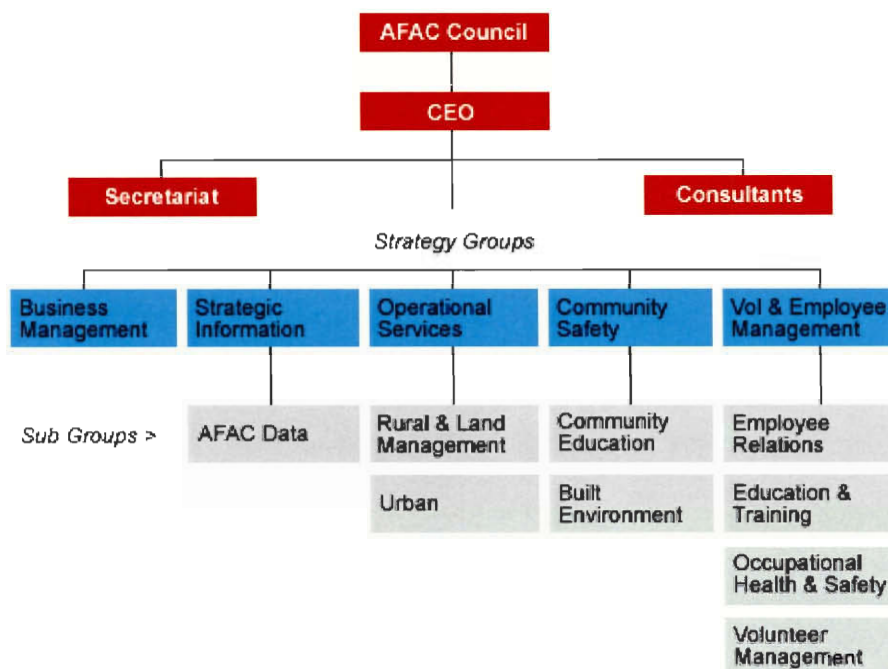 AFAC Council
CEO
Secretariat
Consultants
Strategy Groups
Business
Management
Strategic
Information
Operational
Services
Community
Safety
Vol & Employee
Management
Sub Groups >
AFAC Data
Rural & Land
Management
Community
Education
Employee
Relations
Urban
Built
Environment
Education &
Training
Occupational
Health & Safety
Volunteer
Management